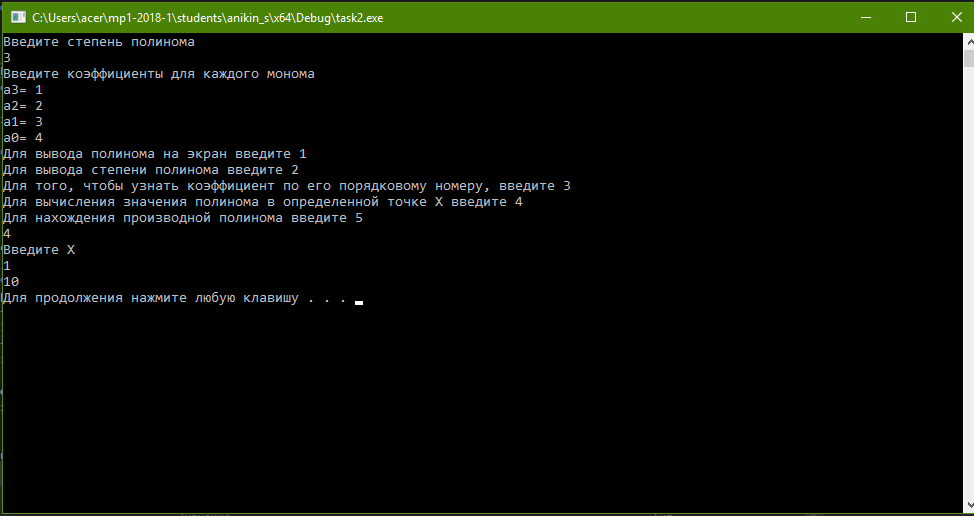 C:\Users\acer\mp1-2018-1\students\anikin_s\x64\Debug\task2.exe
Введите степень полинома
3
Введите коэффициенты для каждого монома
a3= 1
a2= 2
a1= 3
a0= 4
Для вывода полинома на экран введите 1
Для вывода степени полинома введите 2
Для того, чтобы узнать коэффициент по его порядковому номеру, введите 3
Для вычисления значения полинома в определенной точке X введите 4
Для нахождения производной полинома введите 5
4
Введите X
1
10
Для продолжения нажмите любую клавишу . . .